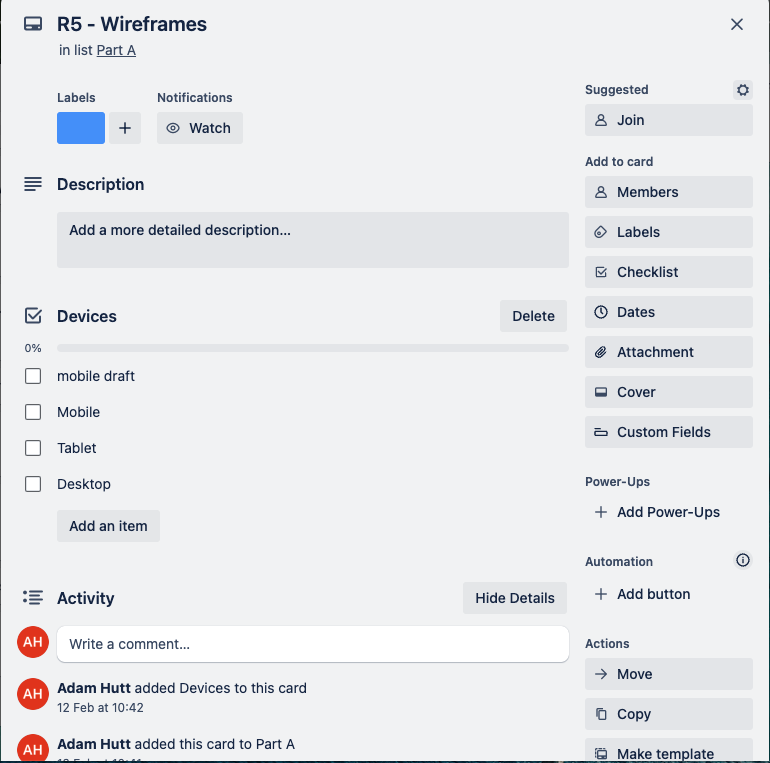 R5 - Wireframes
in list Part A
Labels
Notifications
Watch
Description
Add a more detailed description...
Devices
Delete
0%
mobile draft
Mobile
Tablet
Desktop
Add an item
Activity
Hide Details
AH
Write a comment...
AH
Adam Hutt added Devices to this card
12 Feb at 10:42
AH
Adam Hutt added this card to Part A
Suggested
Join
Add to card
Members
Labels
Checklist
Dates
Attachment
Cover
Custom Fields
Power-Ups
Add Power-Ups
Automation
Add button
Actions
Move
Copy
Make template